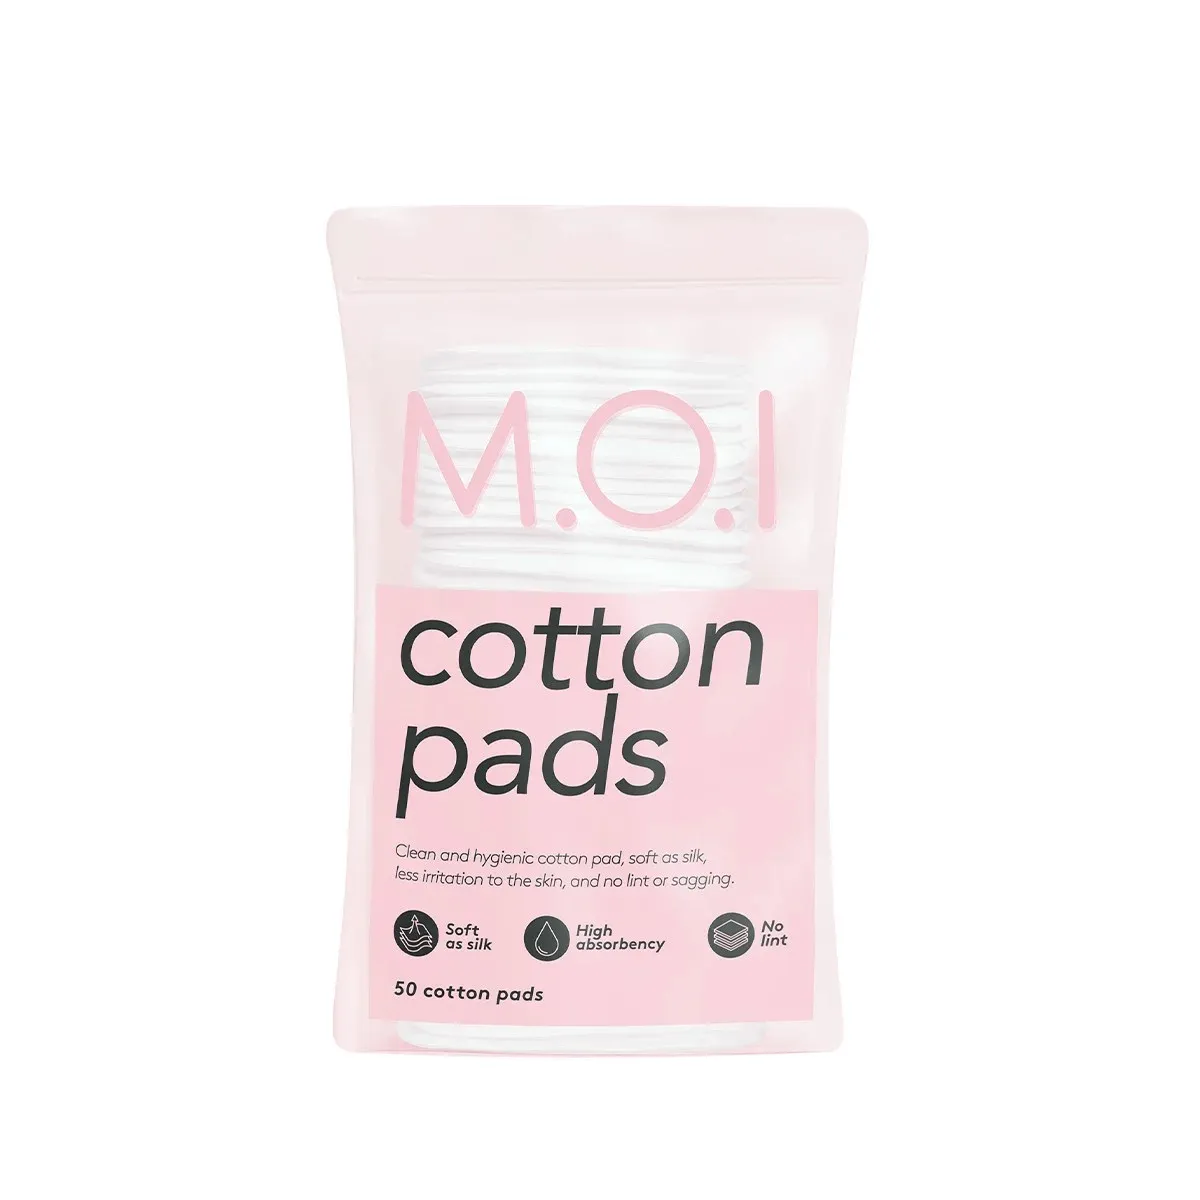 M.O.I
cotton
pads
Clean and hygienic cotton pad, soft as silk,
less irritation to the skin, and no lint or sagging.
Soft
as silk
High
absorbency
No
lint
50 cotton pads